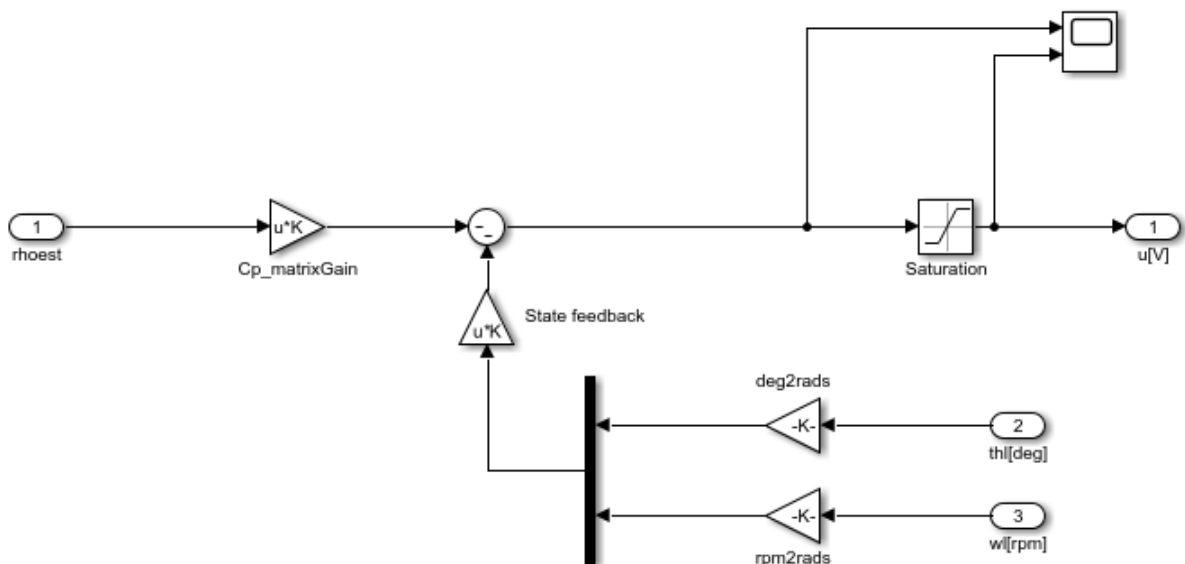 1
rhoest
u*K
Cp_matrixGain
--
Saturation
1
u[V]
u*K
State feedback
deg2rads
-K-
2
thl[deg]
-K-
3
rpm2rads
wl[rpm]